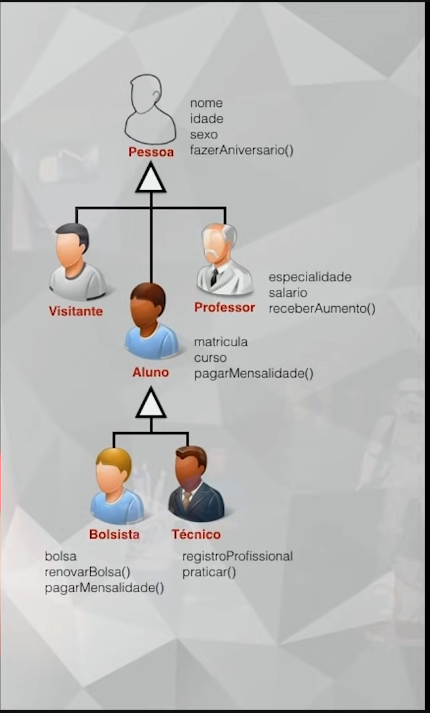 nome
idade
sexo
Pessoa fazerAniversario()
Visitante
Professor
especialidade
salario
receberAumento()
Aluno
matricula
curso
pagarMensalidade()
Bolsista
Técnico
bolsa
renovarBolsa()
pagarMensalidade()
registroProfissional
praticar()